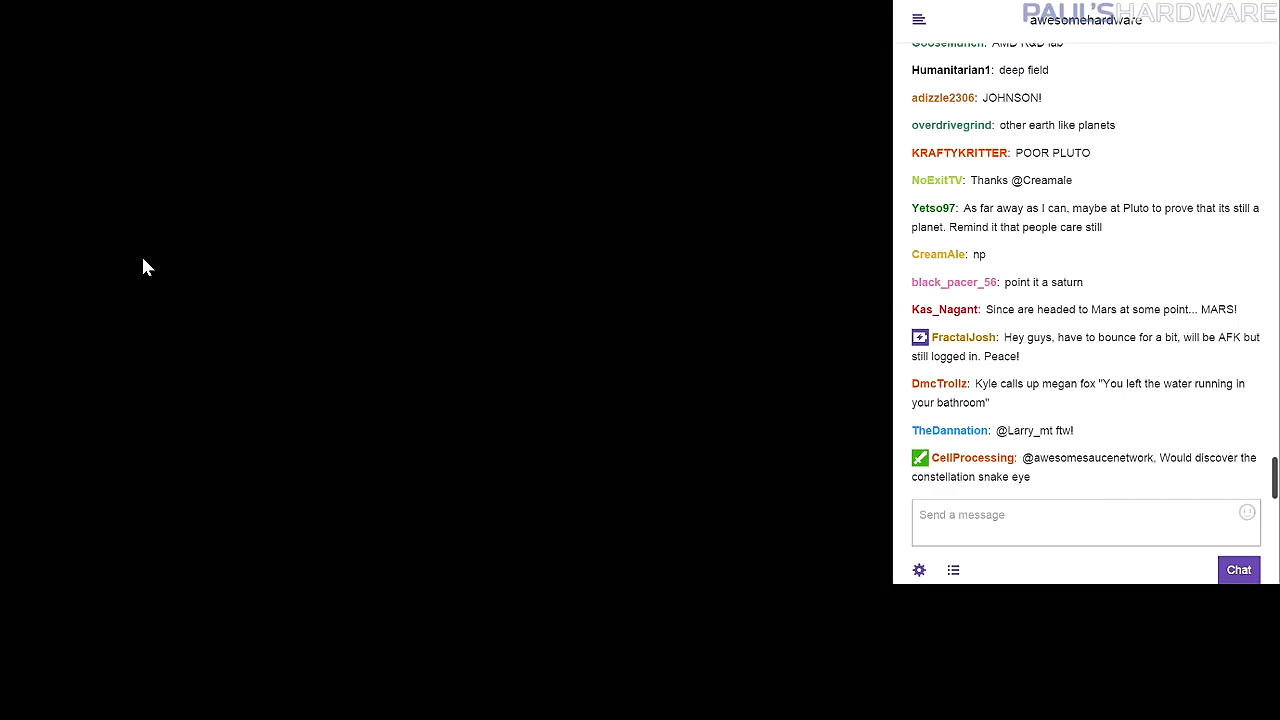 PAUL'SHARDWARE
awesomehardware
GooseMunch: AMD R&D lab
Humanitarian1: deep field
adizzle2306: JOHNSON!
overdrivegrind: other earth like planets
KRAFTYKRITTER: POOR PLUTO
NoExitTV: Thanks @Creamale
Yetso97: As far away as I can, maybe at Pluto to prove that its still a
planet. Remind it that people care still
CreamAle: np
black_pacer_56: point it a saturn
Kas_Nagant: Since are headed to Mars at some point... MARS!
FractalJosh: Hey guys, have to bounce for a bit, will be AFK but
still logged in. Peace!
DmcTrollz: Kyle calls up megan fox "You left the water running in
your bathroom"
TheDannation: @Larry_mt ftw!
CellProcessing: @awesomesaucenetwork, Would discover the
constellation snake eye
Send a message
Chat